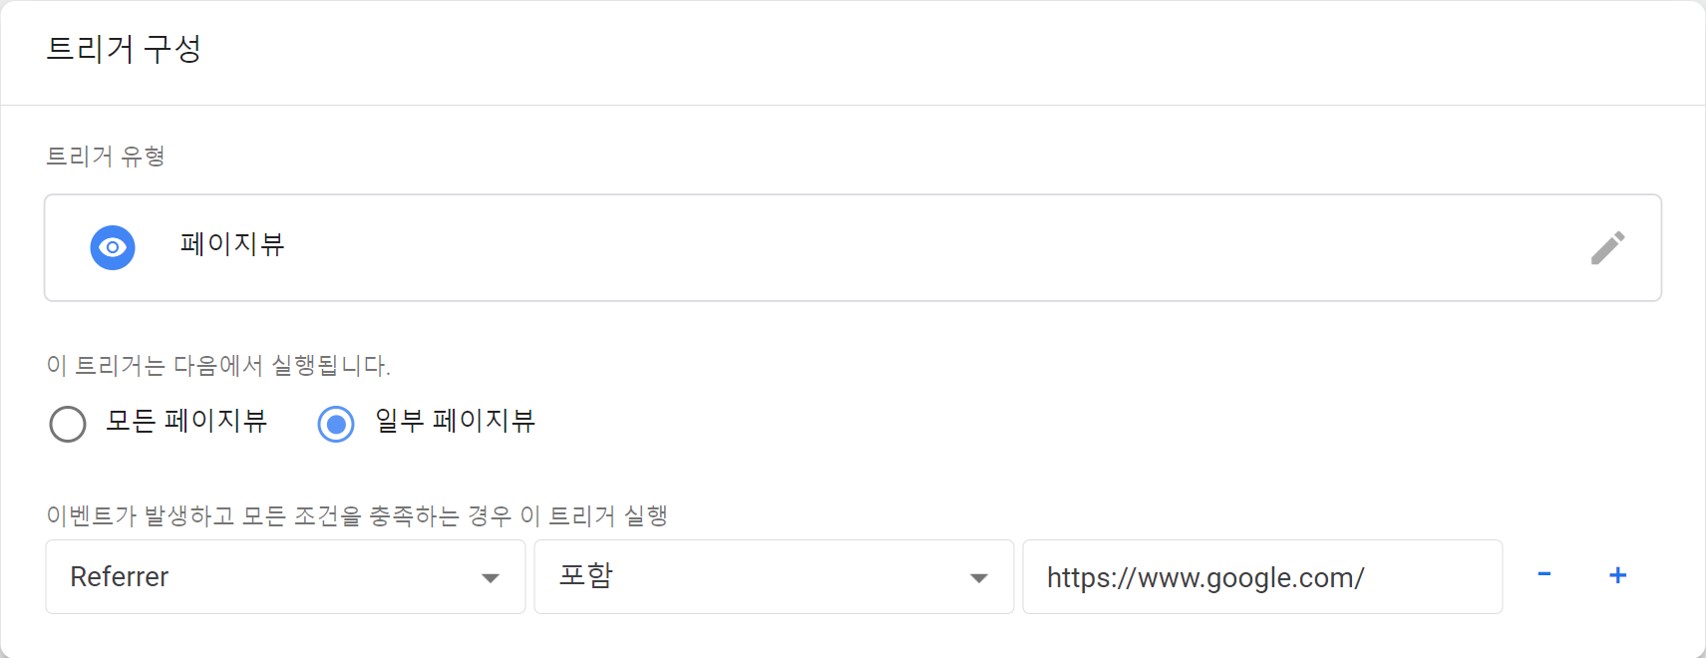 트리거 구성
트리거 유형
페이지뷰
이 트리거는 다음에서 실행됩니다.
모든 페이지뷰 일부 페이지뷰
이벤트가 발생하고 모든 조건을 충족하는 경우 이 트리거 실행
Referrer 포함 https://www.google.com/ - +